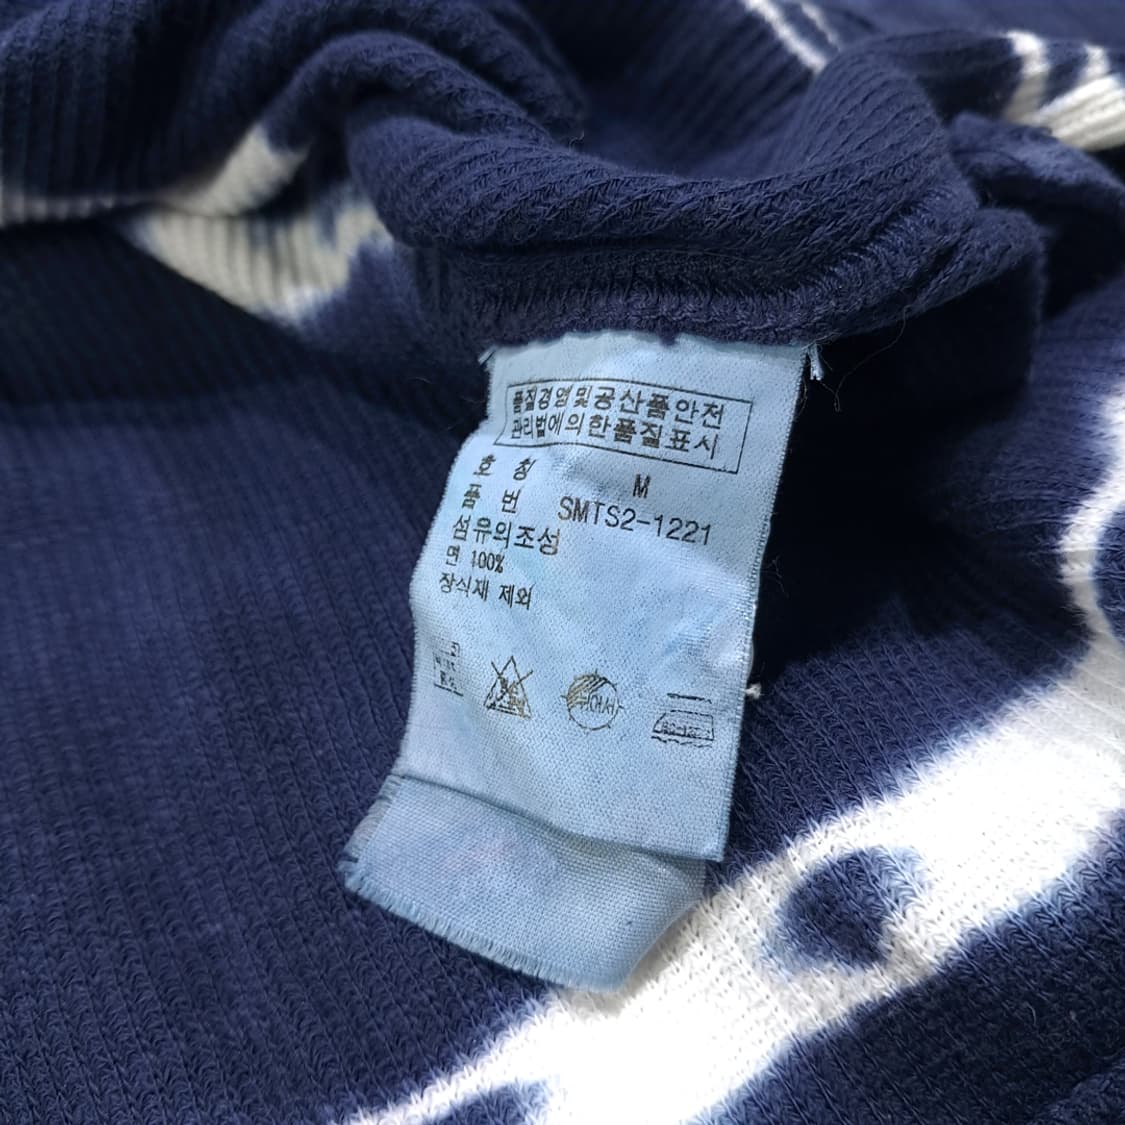 품질경영및공산품안전
관리법에의한품질표시
호 칭 M
품 번 SMTS2-1221
섬유의조성
면 100%
장식재 제외